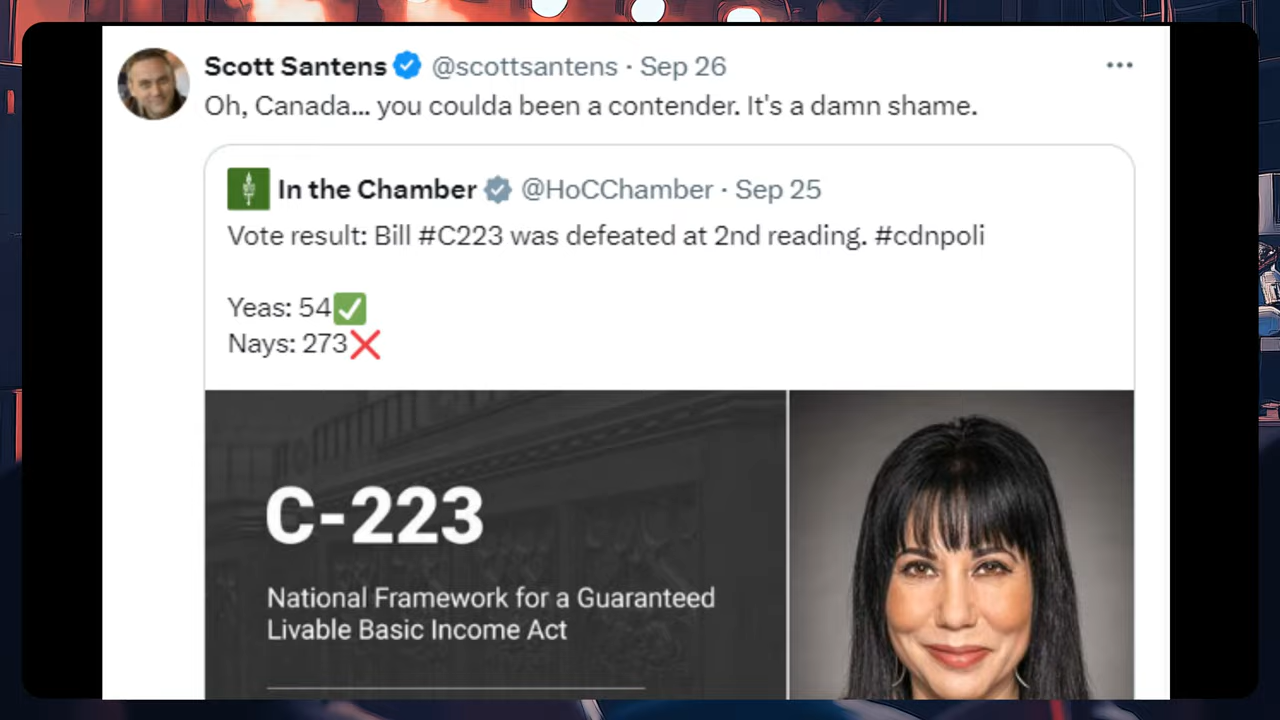 Scott Santens @scottsantens · Sep 26
Oh, Canada... you coulda been a contender. It's a damn shame.
In the Chamber @HoCChamber · Sep 25
Vote result: Bill #C223 was defeated at 2nd reading. #cdnpoli
Yeas: 54✅
Nays: 273❌
C-223
National Framework for a Guaranteed
Livable Basic Income Act